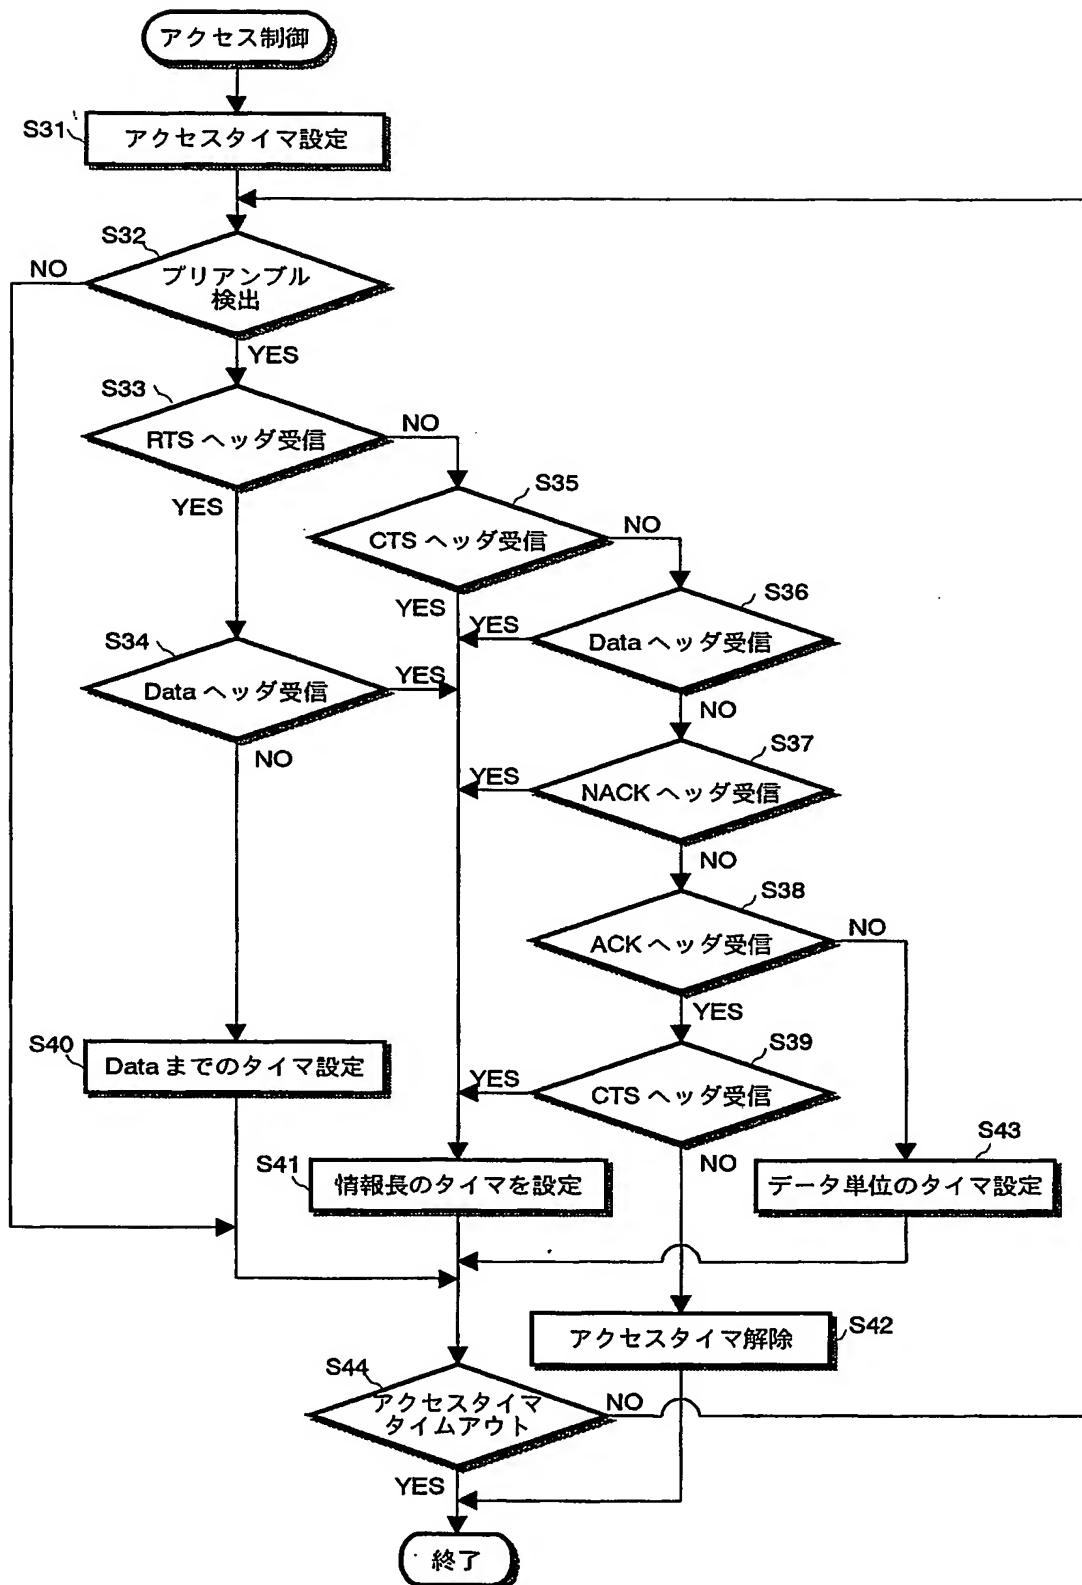 アクセス制御
S31
アクセスタイマ設定
S32
NO
プリアンブル
検出
YES
S33
RTS ヘッダ受信
NO
YES
S35
CTS ヘッダ受信
NO
YES
S36
YES
Data ヘッダ受信
S34
Data ヘッダ受信
YES
NO
NO
S37
YES
NACK ヘッダ受信
NO
S38
ACK ヘッダ受信
NO
YES
S40
Data までのタイマ設定
S39
YES
CTS ヘッダ受信
NO
S41
情報長のタイマを設定
S43
データ単位のタイマ設定
アクセスタイマ解除
S42
S44
アクセスタイマ
タイムアウト
NO
YES
終了